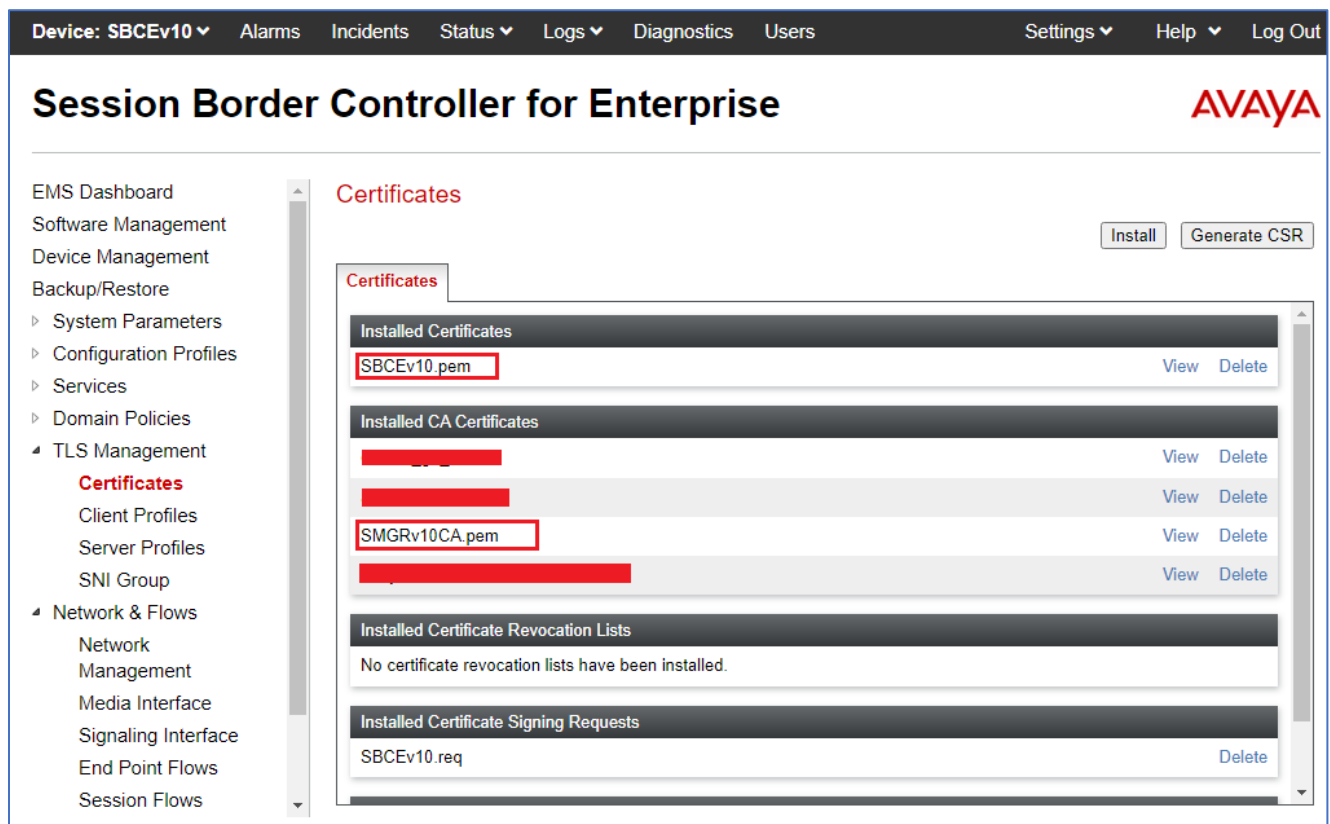 Device: SBCEv10 Alarms Incidents Status Logs Diagnostics Users Settings Help Log Out
Session Border Controller for Enterprise
AVAYA
EMS Dashboard
Software Management
Device Management
Backup/Restore
System Parameters
Configuration Profiles
Services
Domain Policies
TLS Management
Certificates
Client Profiles
Server Profiles
SNI Group
Network & Flows
Network
Management
Media Interface
Signaling Interface
End Point Flows
Session Flows
Certificates
Install Generate CSR
Certificates
Installed Certificates
SBCEv10.pem View Delete
Installed CA Certificates
View Delete
View Delete
SMGRv10CA.pem View Delete
View Delete
Installed Certificate Revocation Lists
No certificate revocation lists have been installed.
Installed Certificate Signing Requests
SBCEv10.req Delete